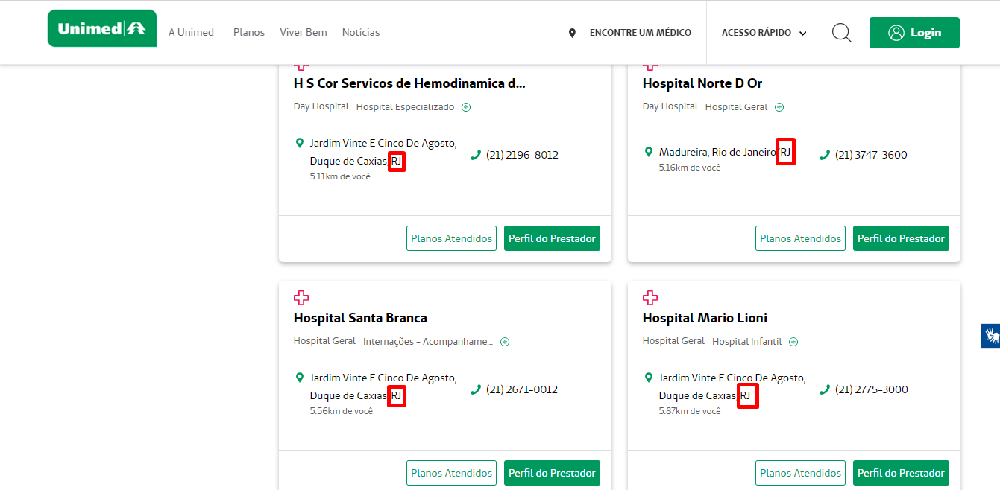 Unimed
A Unimed
Planos
Viver Bem
Notícias
ENCONTRE UM MÉDICO
ACESSO RÁPIDO
Login
H S Cor Servicos de Hemodinamica d...
Day Hospital Hospital Especializado
Jardim Vinte E Cinco De Agosto,
Duque de Caxias, RJ
5.11km de você
(21) 2196-8012
Planos Atendidos
Perfil do Prestador
Hospital Norte D Or
Day Hospital Hospital Geral
Madureira, Rio de Janeiro, RJ
5.16km de você
(21) 3747-3600
Planos Atendidos
Perfil do Prestador
Hospital Santa Branca
Hospital Geral Internações - Acompanhame...
Jardim Vinte E Cinco De Agosto,
Duque de Caxias, RJ
5.56km de você
(21) 2671-0012
Planos Atendidos
Perfil do Prestador
Hospital Mario Lioni
Hospital Geral Hospital Infantil
Jardim Vinte E Cinco De Agosto,
Duque de Caxias, RJ
5.87km de você
(21) 2775-3000
Planos Atendidos
Perfil do Prestador